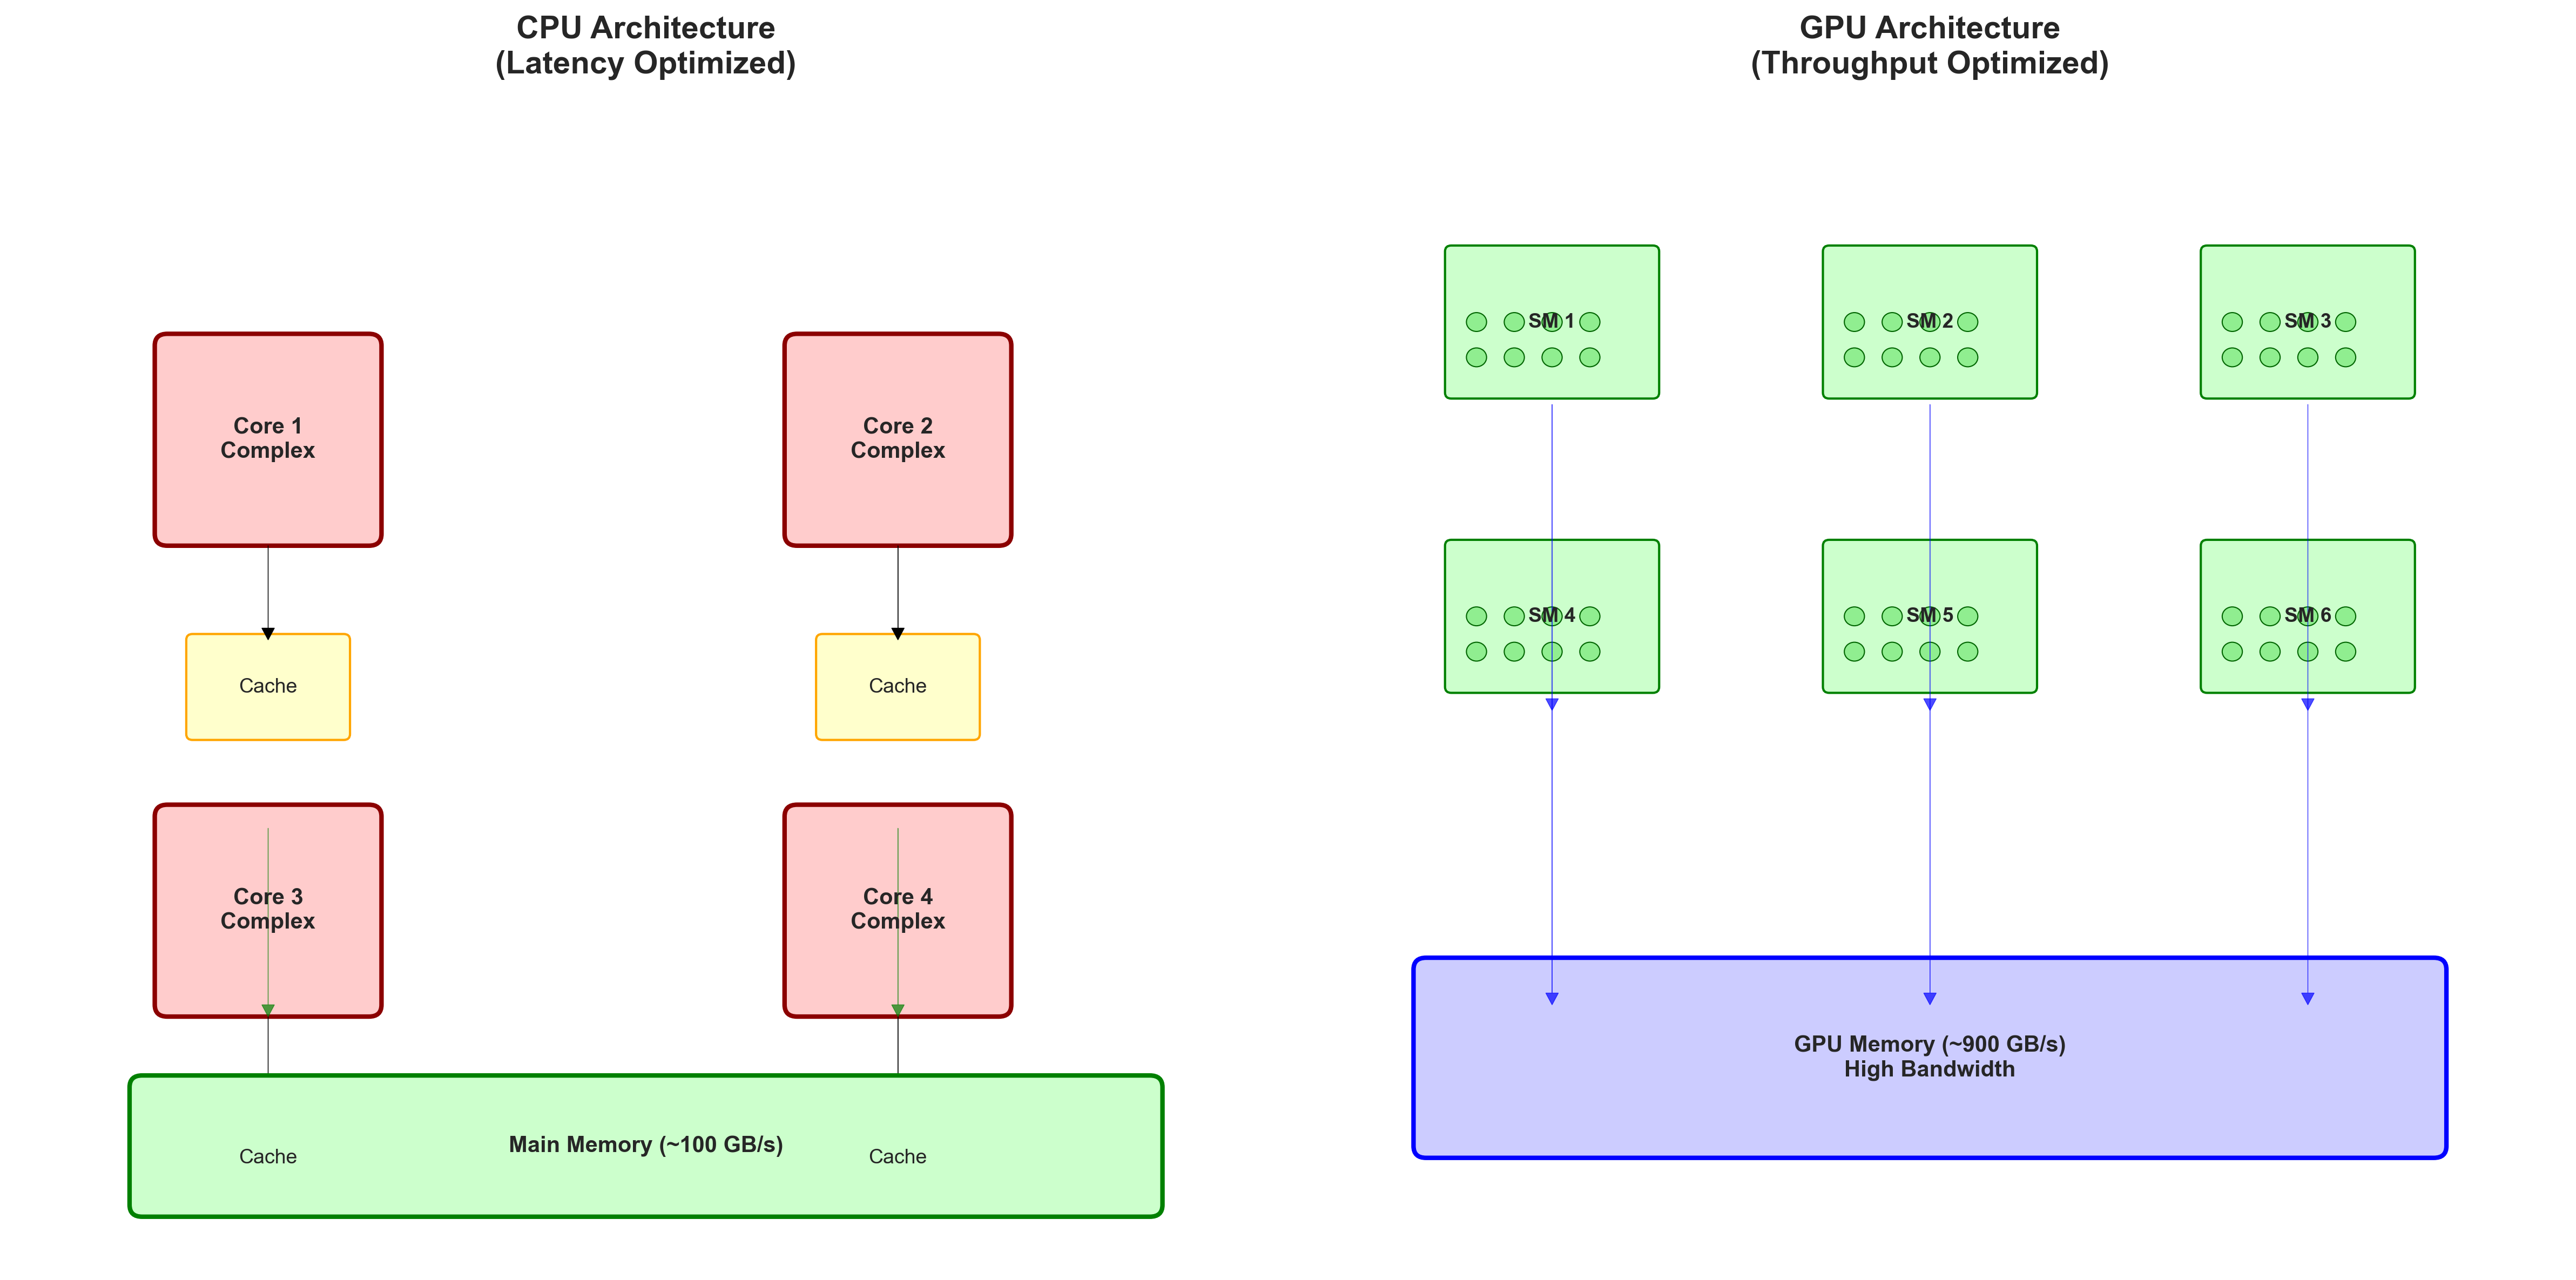 CPU Architecture
(Latency Optimized)
Core 1
Complex
Core 2
Complex
Cache
Cache
Core 3
Complex
Core 4
Complex
Main Memory (~100 GB/s)
Cache
Cache
GPU Architecture
(Throughput Optimized)
SM 1
SM 2
SM 3
SM 4
SM 5
SM 6
GPU Memory (~900 GB/s)
High Bandwidth